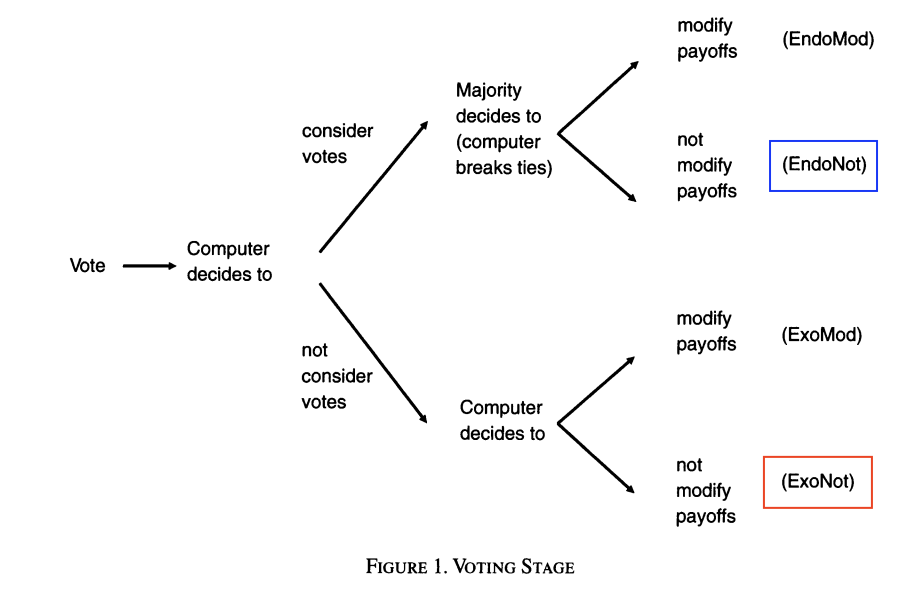 modify
payoffs
(EndoMod)
Majority
decides to
(computer
breaks ties)
consider
votes
not
modify
payoffs
(EndoNot)
Vote
Computer
decides to
modify
payoffs
(ExoMod)
not
consider
votes
Computer
decides to
not
modify
payoffs
(ExoNot)
FIGURE 1. VOTING STAGE